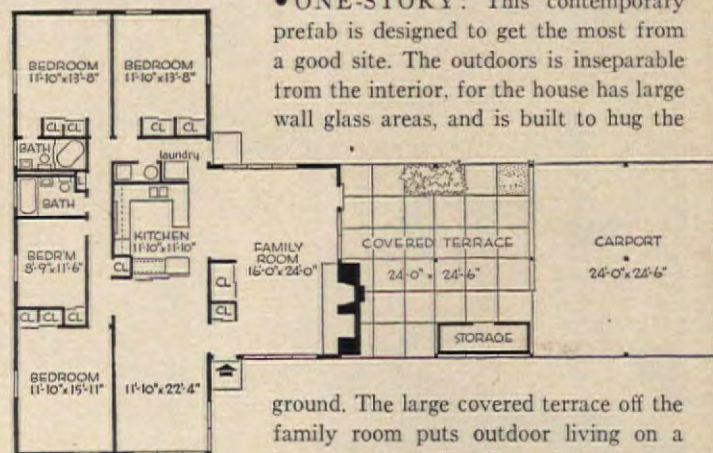 • ONE-STORY: This contemporary
prefab is designed to get the most from
a good site. The outdoors is inseparable
from the interior, for the house has large
wall glass areas, and is built to hug the
BEDROOM
11'-10"x13'-8"
BEDROOM
11'-10"x13'-8"
CL CL
CL CL
BATH
laundry
BATH
KITCHEN
11'-10"x11'-10"
BEDR'M
8'-9"x11'-6"
CL
FAMILY
ROOM
16'-0"x24'-0"
COVERED TERRACE
24'-0" x 24'-6"
CARPORT
24'-0"x24'-6"
CL
CL
CL CL CL
STORAGE
BEDROOM
11'-10"x15'-11"
11'-10"x22'-4"
ground. The large covered terrace off the
family room puts outdoor living on a